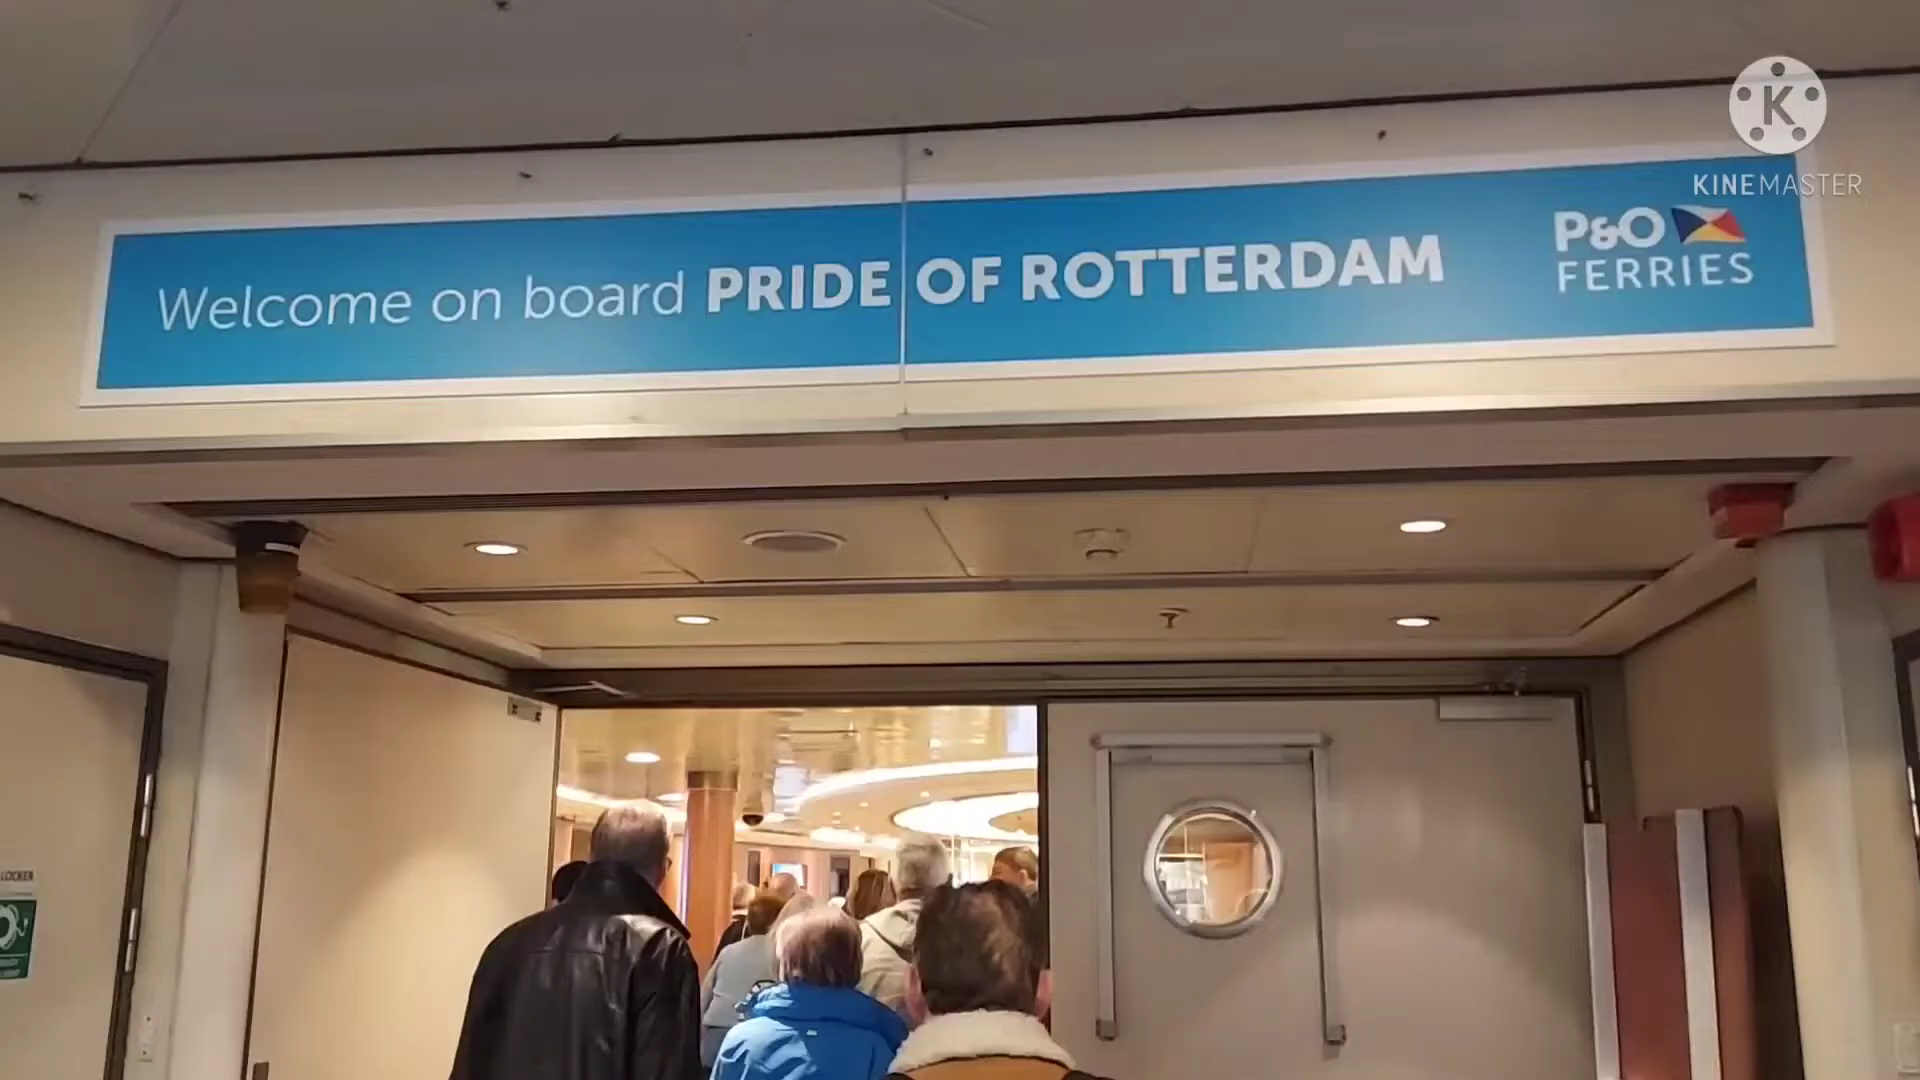 K
KINEMASTER
Welcome on board PRIDE OF ROTTERDAM
P&O
FERRIES
LOCKER